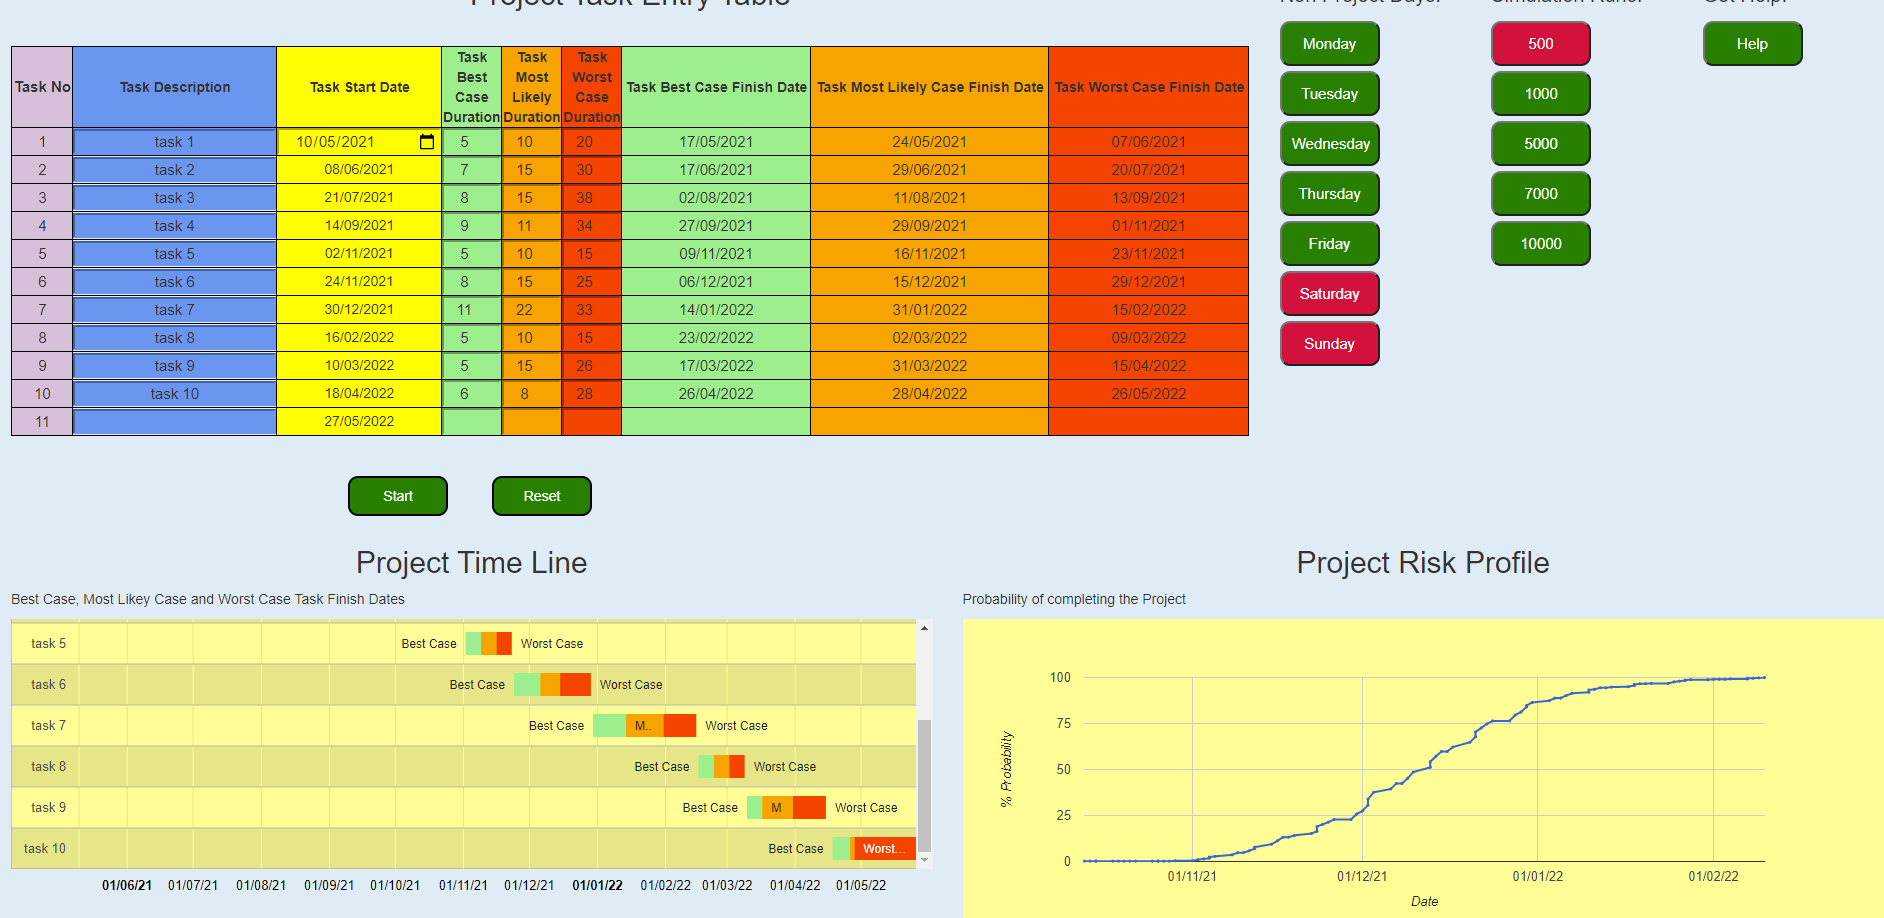 Project Task Entry Table
Non Project Days:
Simulation Runs:
Get Help:
Monday
500
Help
Tuesday
1000
Wednesday
5000
Thursday
7000
Friday
10000
Saturday
Sunday
Task No
Task Description
Task Start Date
Task
Best
Case
Duration
Task
Most
Likely
Duration
Task
Worst
Case
Duration
Task Best Case Finish Date
Task Most Likely Case Finish Date
Task Worst Case Finish Date
1 task 1 10/05/2021 5 10 20 17/05/2021 24/05/2021 07/06/2021
2 task 2 08/06/2021 7 15 30 17/06/2021 29/06/2021 20/07/2021
3 task 3 21/07/2021 8 15 38 02/08/2021 11/08/2021 13/09/2021
4 task 4 14/09/2021 9 11 34 27/09/2021 29/09/2021 01/11/2021
5 task 5 02/11/2021 5 10 15 09/11/2021 16/11/2021 23/11/2021
6 task 6 24/11/2021 8 15 25 06/12/2021 15/12/2021 29/12/2021
7 task 7 30/12/2021 11 22 33 14/01/2022 31/01/2022 15/02/2022
8 task 8 16/02/2022 5 10 15 23/02/2022 02/03/2022 09/03/2022
9 task 9 10/03/2022 5 15 26 17/03/2022 31/03/2022 15/04/2022
10 task 10 18/04/2022 6 8 28 26/04/2022 28/04/2022 26/05/2022
11 27/05/2022
Start
Reset
Project Time Line
Best Case, Most Likey Case and Worst Case Task Finish Dates
task 5 Best Case Worst Case
task 6 Best Case Worst Case
task 7 Best Case M.. Worst Case
task 8 Best Case Worst Case
task 9 Best Case M Worst Case
task 10 Best Case Worst...
01/06/21 01/07/21 01/08/21 01/09/21 01/10/21 01/11/21 01/12/21 01/01/22 01/02/22 01/03/22 01/04/22 01/05/22
Project Risk Profile
Probability of completing the Project
% Probability
100
75
50
25
0
01/11/21 01/12/21 01/01/22 01/02/22
Date